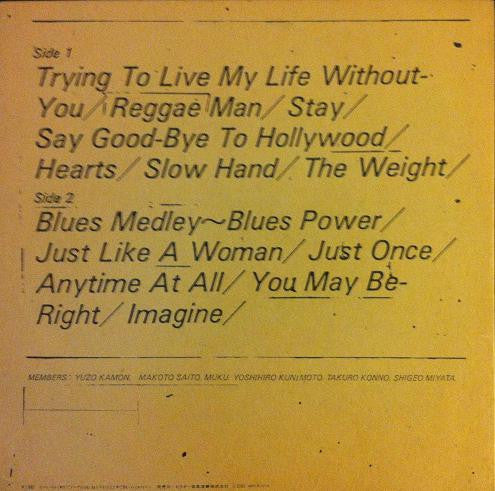 Side 1
Trying To Live My Life Without-
You/Reggae Man/Stay/
Say Good-Bye To Hollywood/
Hearts/Slow Hand/The Weight/
Side 2
Blues Medley~Blues Power/
Just Like A Woman/Just Once/
Anytime At All/You May Be-
Right/Imagine/
MEMBERS: YUZO KAMON. MAKOTO SAITO. MUKU. YOSHIHIRO KUNIMOTO. TAKURO KONNO. SHIGEO MIYATA.